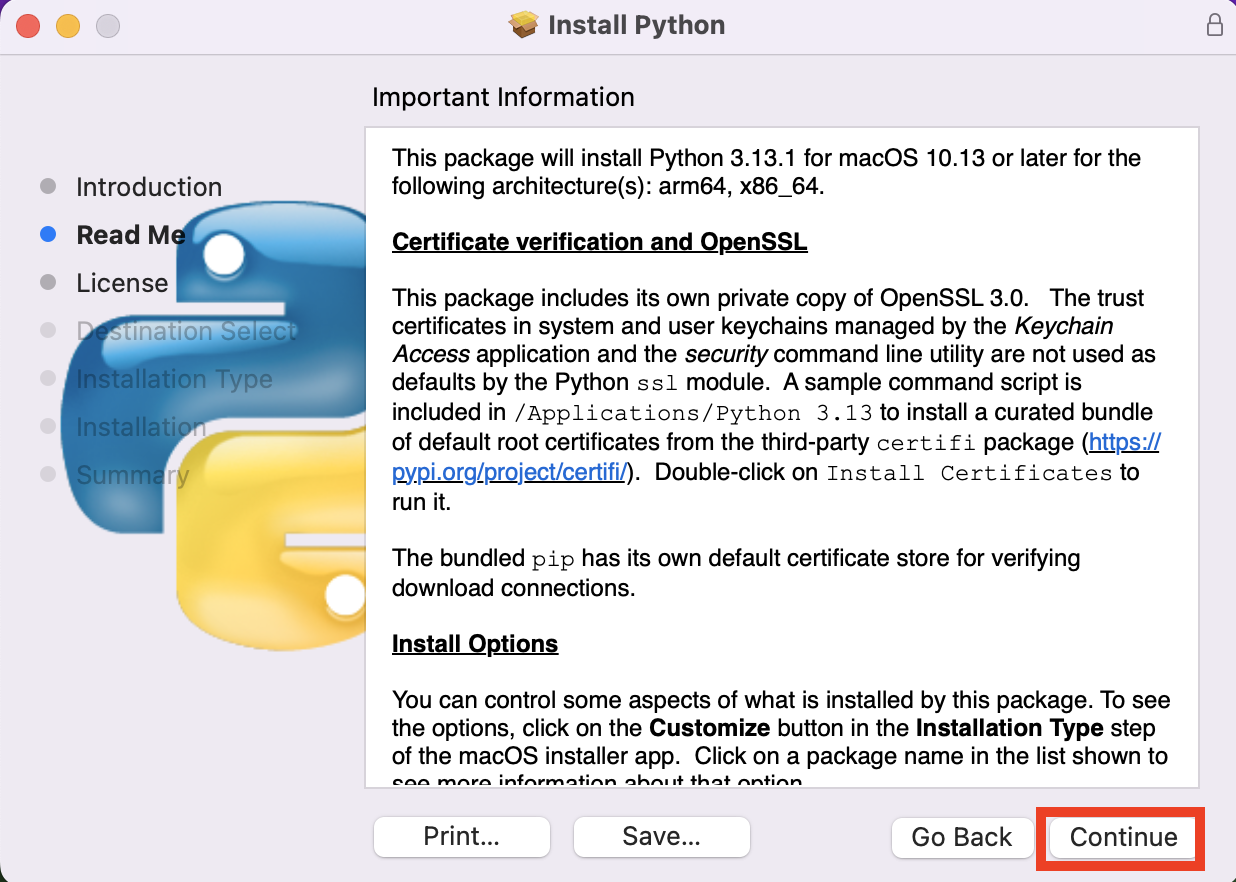 Install Python
Important Information
Introduction
Read Me
License
Destination Select
Installation Type
Installation
Summary
This package will install Python 3.13.1 for macOS 10.13 or later for the
following architecture(s): arm64, x86_64.
Certificate verification and OpenSSL
This package includes its own private copy of OpenSSL 3.0.   The trust
certificates in system and user keychains managed by the Keychain
Access application and the security command line utility are not used as
defaults by the Python ssl module.  A sample command script is
included in /Applications/Python 3.13 to install a curated bundle
of default root certificates from the third-party certifi package (https://
pypi.org/project/certifi/).  Double-click on Install Certificates to
run it.
The bundled pip has its own default certificate store for verifying
download connections.
Install Options
You can control some aspects of what is installed by this package. To see
the options, click on the Customize button in the Installation Type step
of the macOS installer app.  Click on a package name in the list shown to
see more information about that option
Print...
Save...
Go Back
Continue